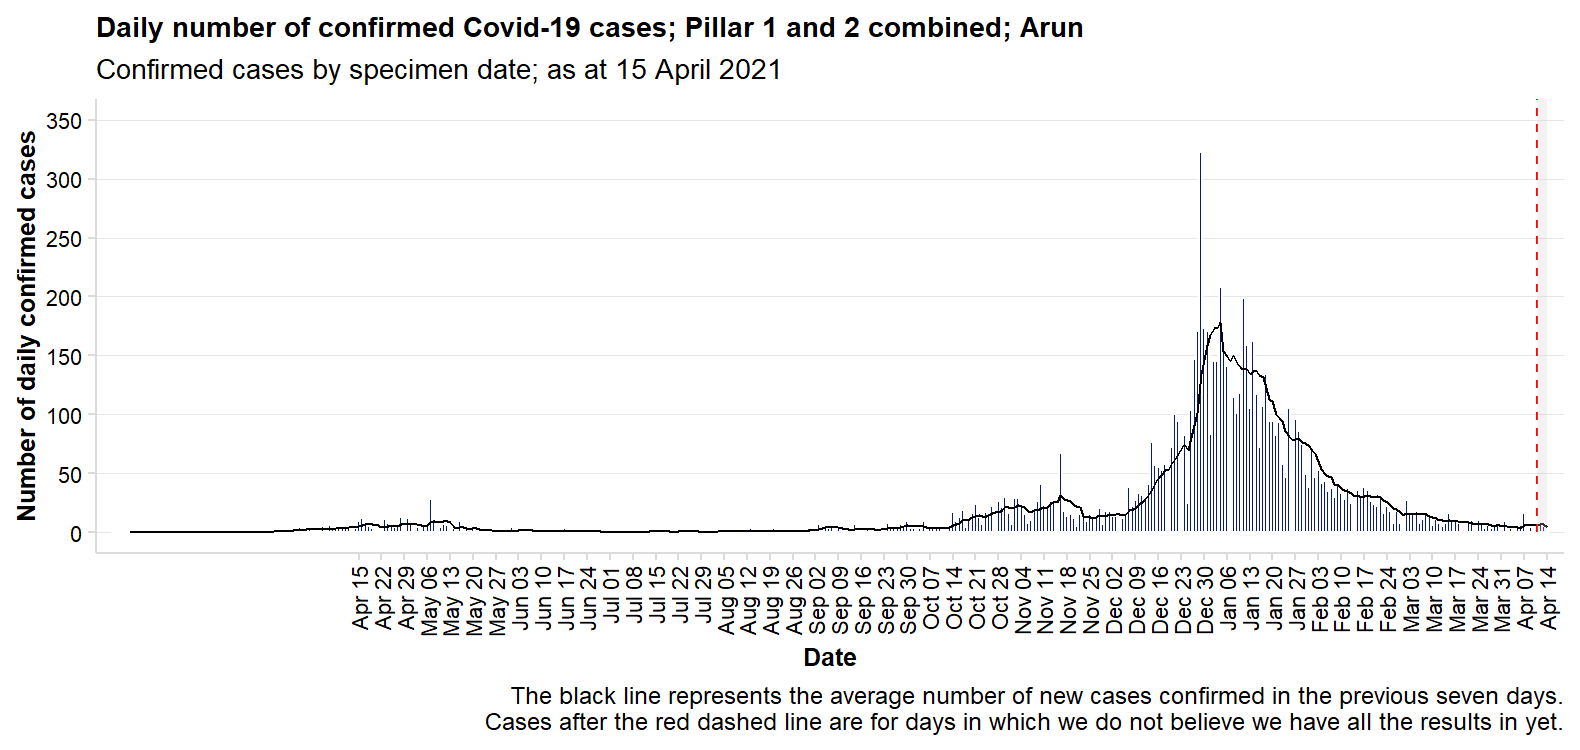 Daily number of confirmed Covid-19 cases; Pillar 1 and 2 combined; Arun
Confirmed cases by specimen date; as at 15 April 2021
Number of daily confirmed cases
350
300
250
200
150
100
50
0
Apr 15
Apr 22
Apr 29
May 06
May 13
May 20
May 27
Jun 03
Jun 10
Jun 17
Jun 24
Jul 01
Jul 08
Jul 15
Jul 22
Jul 29
Aug 05
Aug 12
Aug 19
Aug 26
Sep 02
Sep 09
Sep 16
Sep 23
Sep 30
Oct 07
Oct 14
Oct 21
Oct 28
Nov 04
Nov 11
Nov 18
Nov 25
Dec 02
Dec 09
Dec 16
Dec 23
Dec 30
Jan 06
Jan 13
Jan 20
Jan 27
Feb 03
Feb 10
Feb 17
Feb 24
Mar 03
Mar 10
Mar 17
Mar 24
Mar 31
Apr 07
Apr 14
Date
The black line represents the average number of new cases confirmed in the previous seven days.
Cases after the red dashed line are for days in which we do not believe we have all the results in yet.